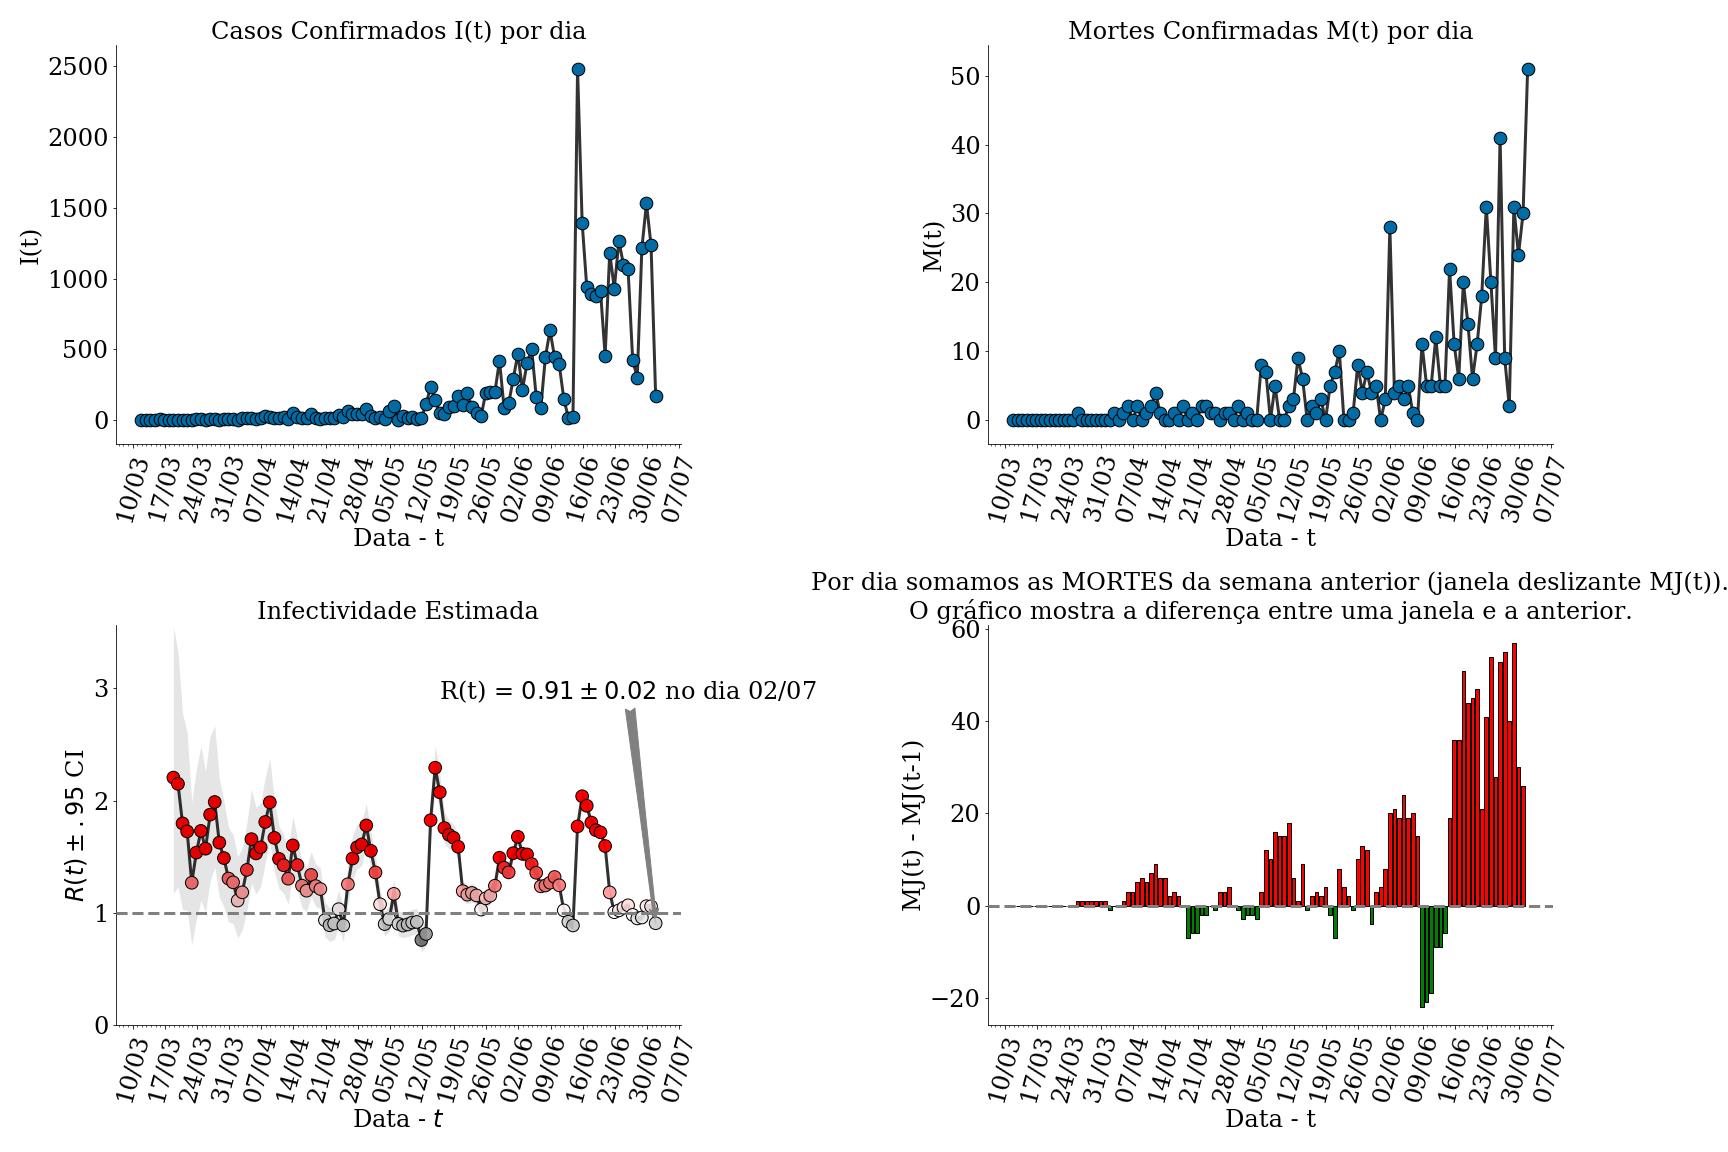 Casos Confirmados I(t) por dia
2500
2000
1500
1000
500
0
I(t)
10/03 17/03 24/03 31/03 07/04 14/04 21/04 28/04 05/05 12/05 19/05 26/05 02/06 09/06 16/06 23/06 30/06 07/07
Data - t
Mortes Confirmadas M(t) por dia
50
40
30
20
10
0
M(t)
10/03 17/03 24/03 31/03 07/04 14/04 21/04 28/04 05/05 12/05 19/05 26/05 02/06 09/06 16/06 23/06 30/06 07/07
Data - t
Infectividade Estimada
R(t) = 0.91 ± 0.02 no dia 02/07
3
2
1
0
R(t) ± .95 CI
10/03 17/03 24/03 31/03 07/04 14/04 21/04 28/04 05/05 12/05 19/05 26/05 02/06 09/06 16/06 23/06 30/06 07/07
Data - t
Por dia somamos as MORTES da semana anterior (janela deslizante MJ(t)).
O gráfico mostra a diferença entre uma janela e a anterior.
60
40
20
0
−20
MJ(t) - MJ(t-1)
10/03 17/03 24/03 31/03 07/04 14/04 21/04 28/04 05/05 12/05 19/05 26/05 02/06 09/06 16/06 23/06 30/06 07/07
Data - t